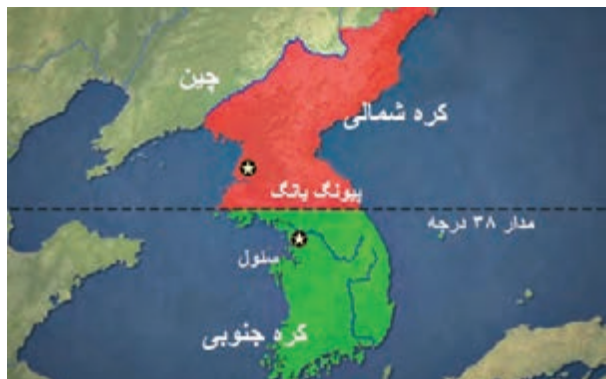 چین
کره شمالی
پیونگ یانگ
مدار ۳۸ درجه
سئول
کره جنوبی